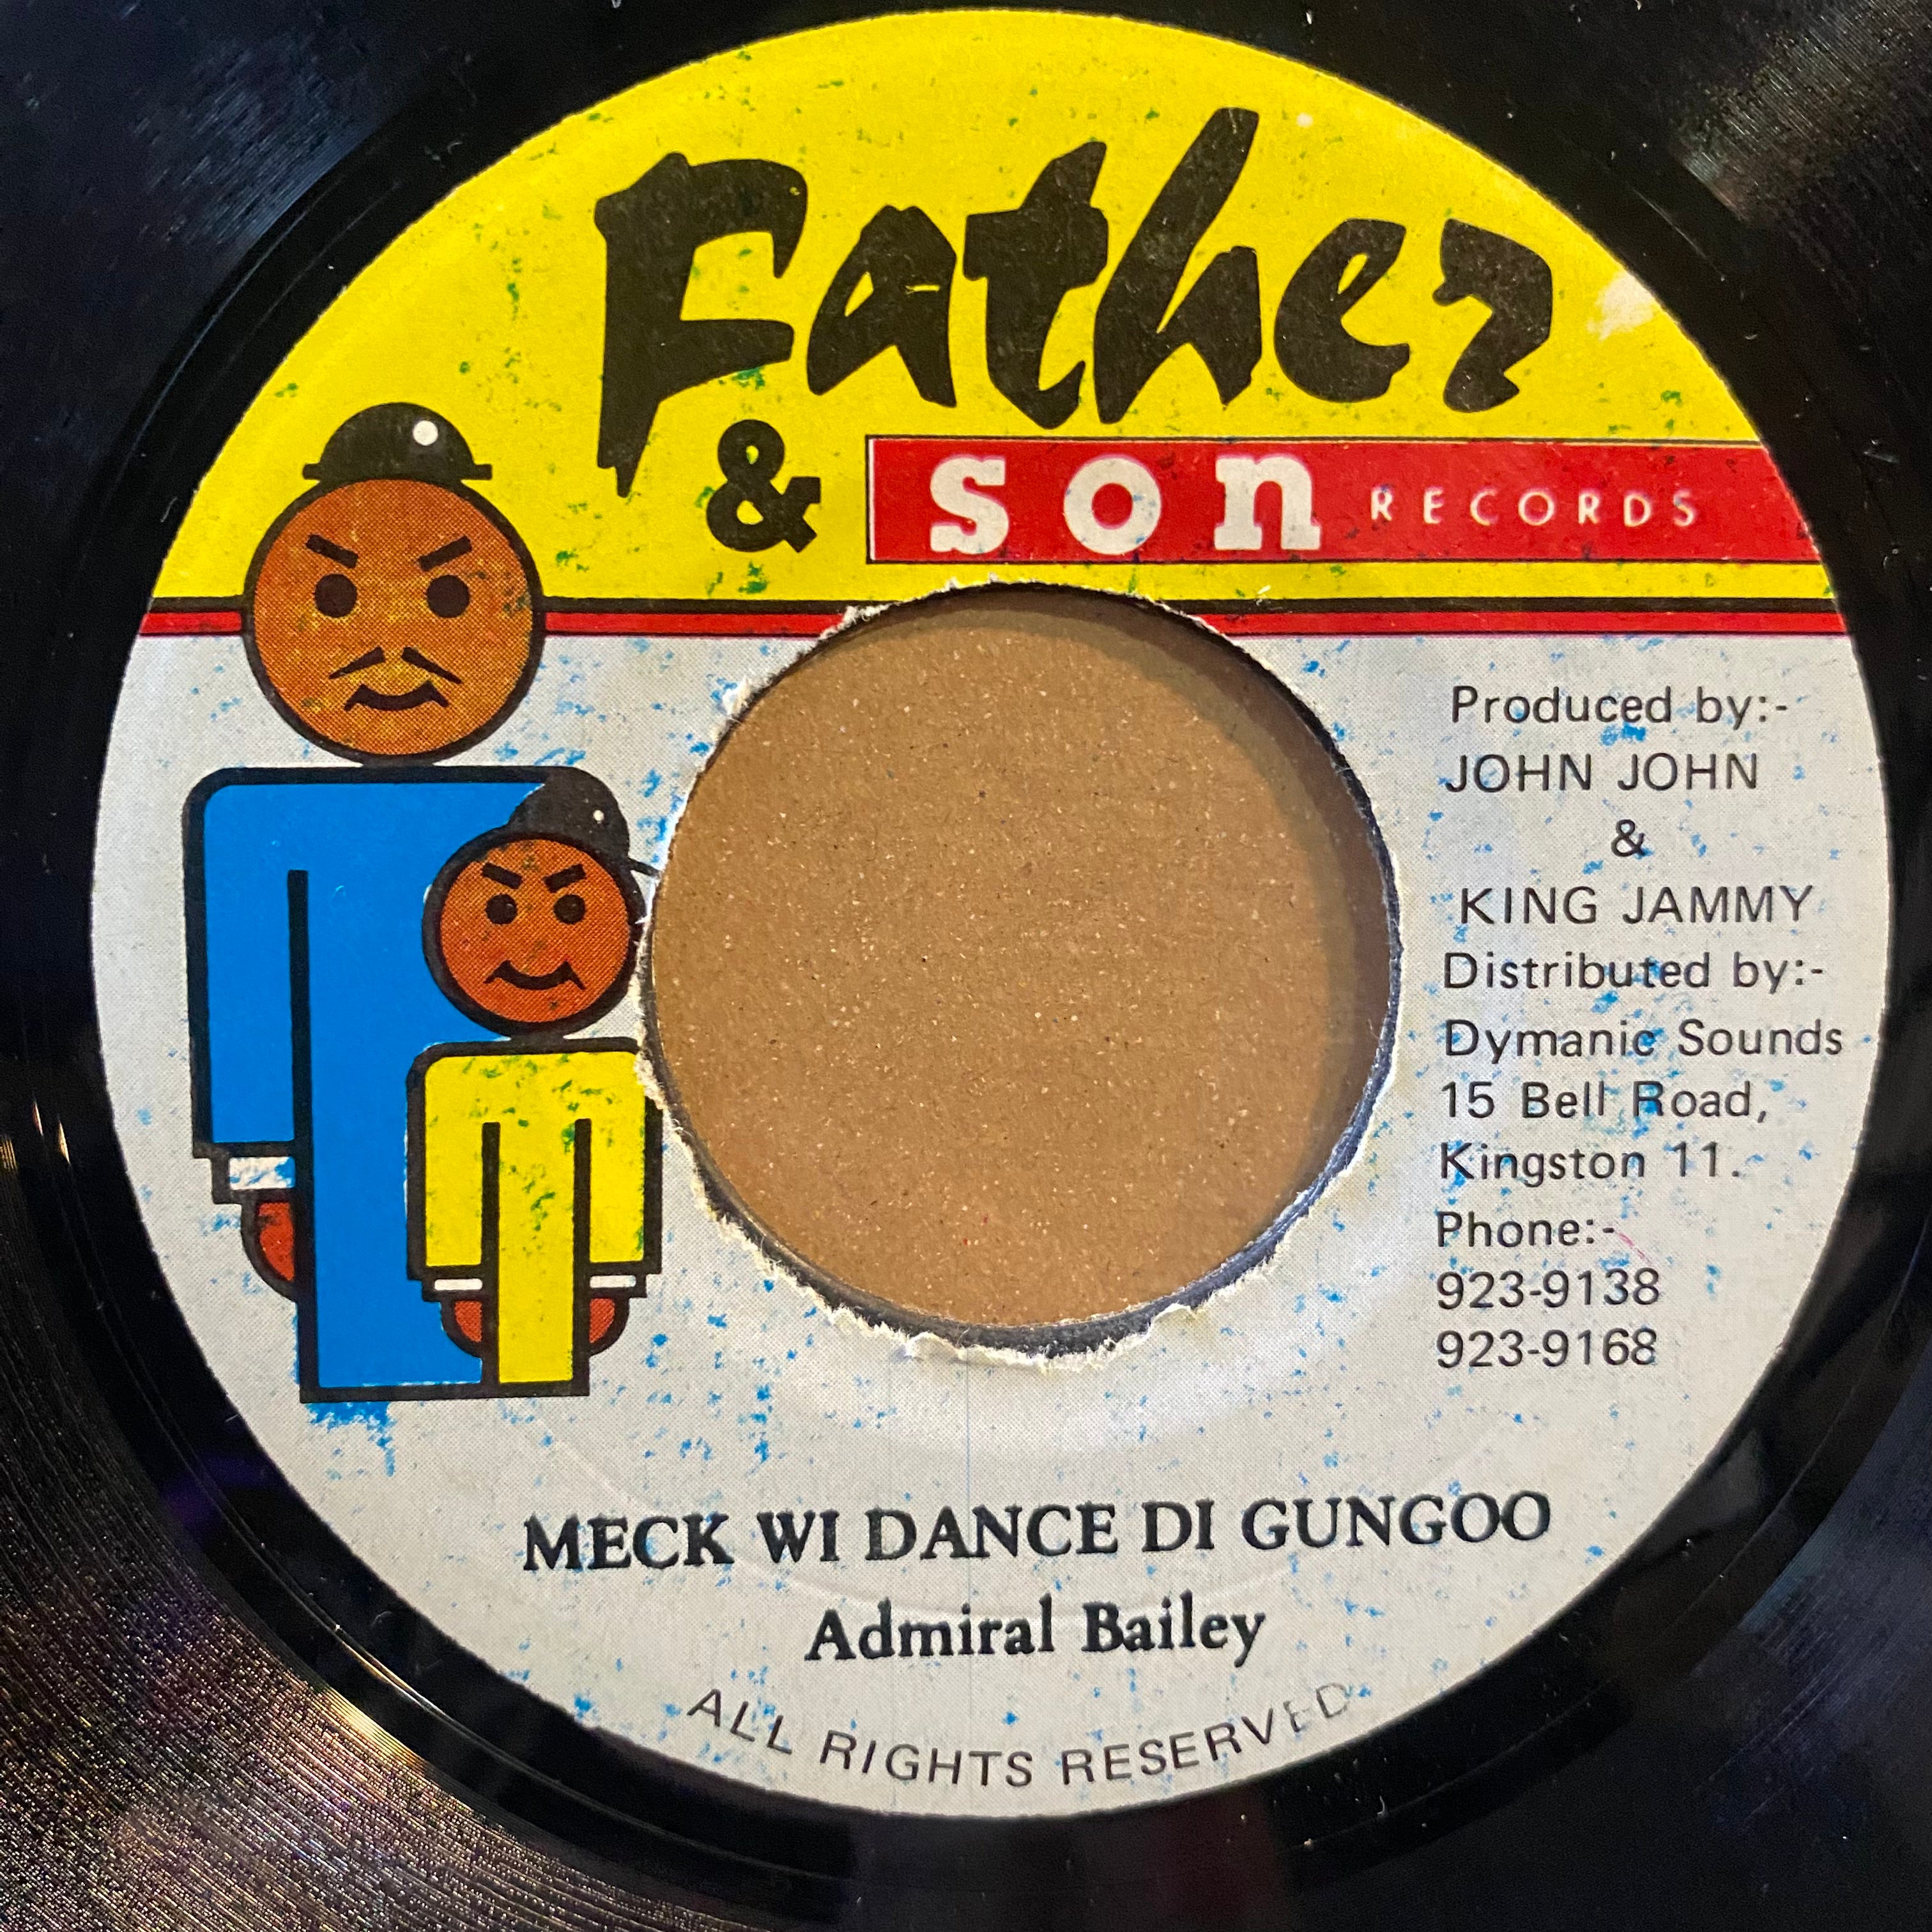 Father
& son RECORDS
Produced by:-
JOHN JOHN
&
KING JAMMY
Distributed by:-
Dymanic Sounds
15 Bell Road,
Kingston 11.
Phone:-
923-9138
923-9168
MECK WI DANCE DI GUNGOO
Admiral Bailey
ALL RIGHTS RESERVED